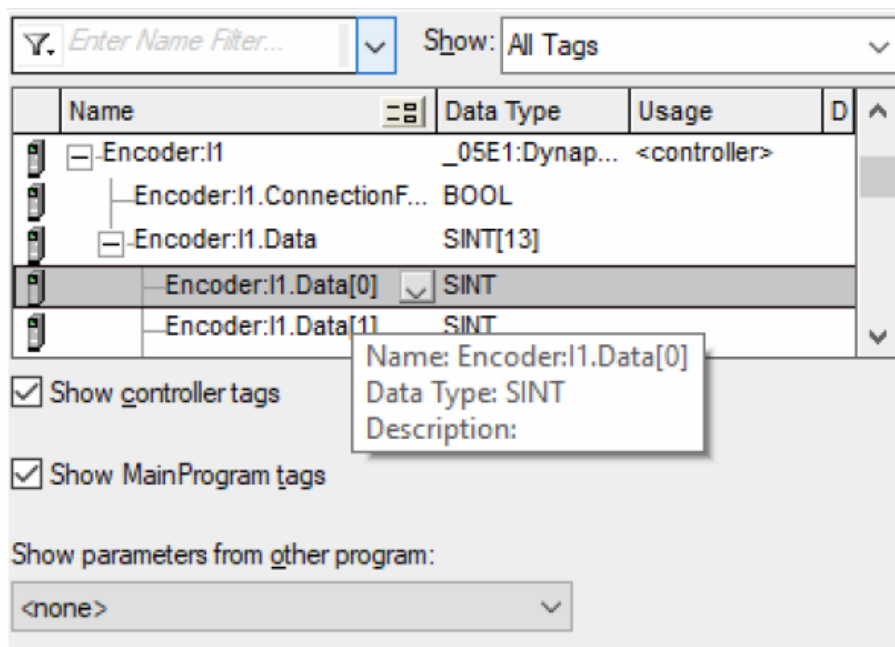 Enter Name Filter... Show: All Tags
Name Data Type Usage D
Encoder:I1 _05E1:Dynap... <controller>
Encoder:I1.ConnectionF... BOOL
Encoder:I1.Data SINT[13]
Encoder:I1.Data[0] SINT
Encoder:I1.Data[1] SINT
Name: Encoder:I1.Data[0]
Data Type: SINT
Description:
Show controller tags
Show MainProgram tags
Show parameters from other program:
<none>